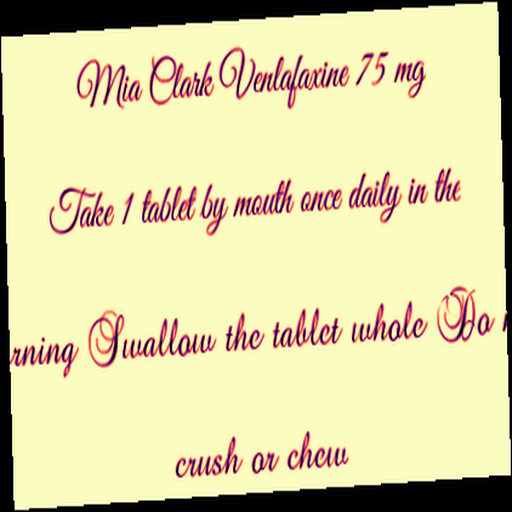 Mia Clark Venlafaxine 75 mg
Take 1 tablet by mouth once daily in the
rning Swallow the tablet whole Do
crush or chew